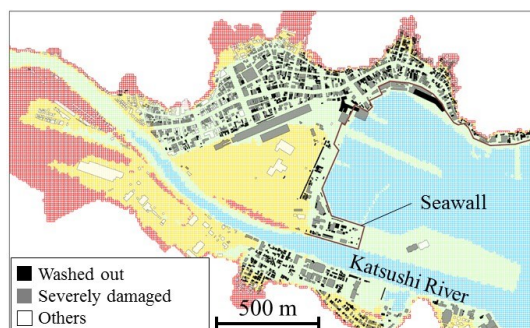 Seawall
Katsushi River
Washed out
Severely damaged
Others
500 m